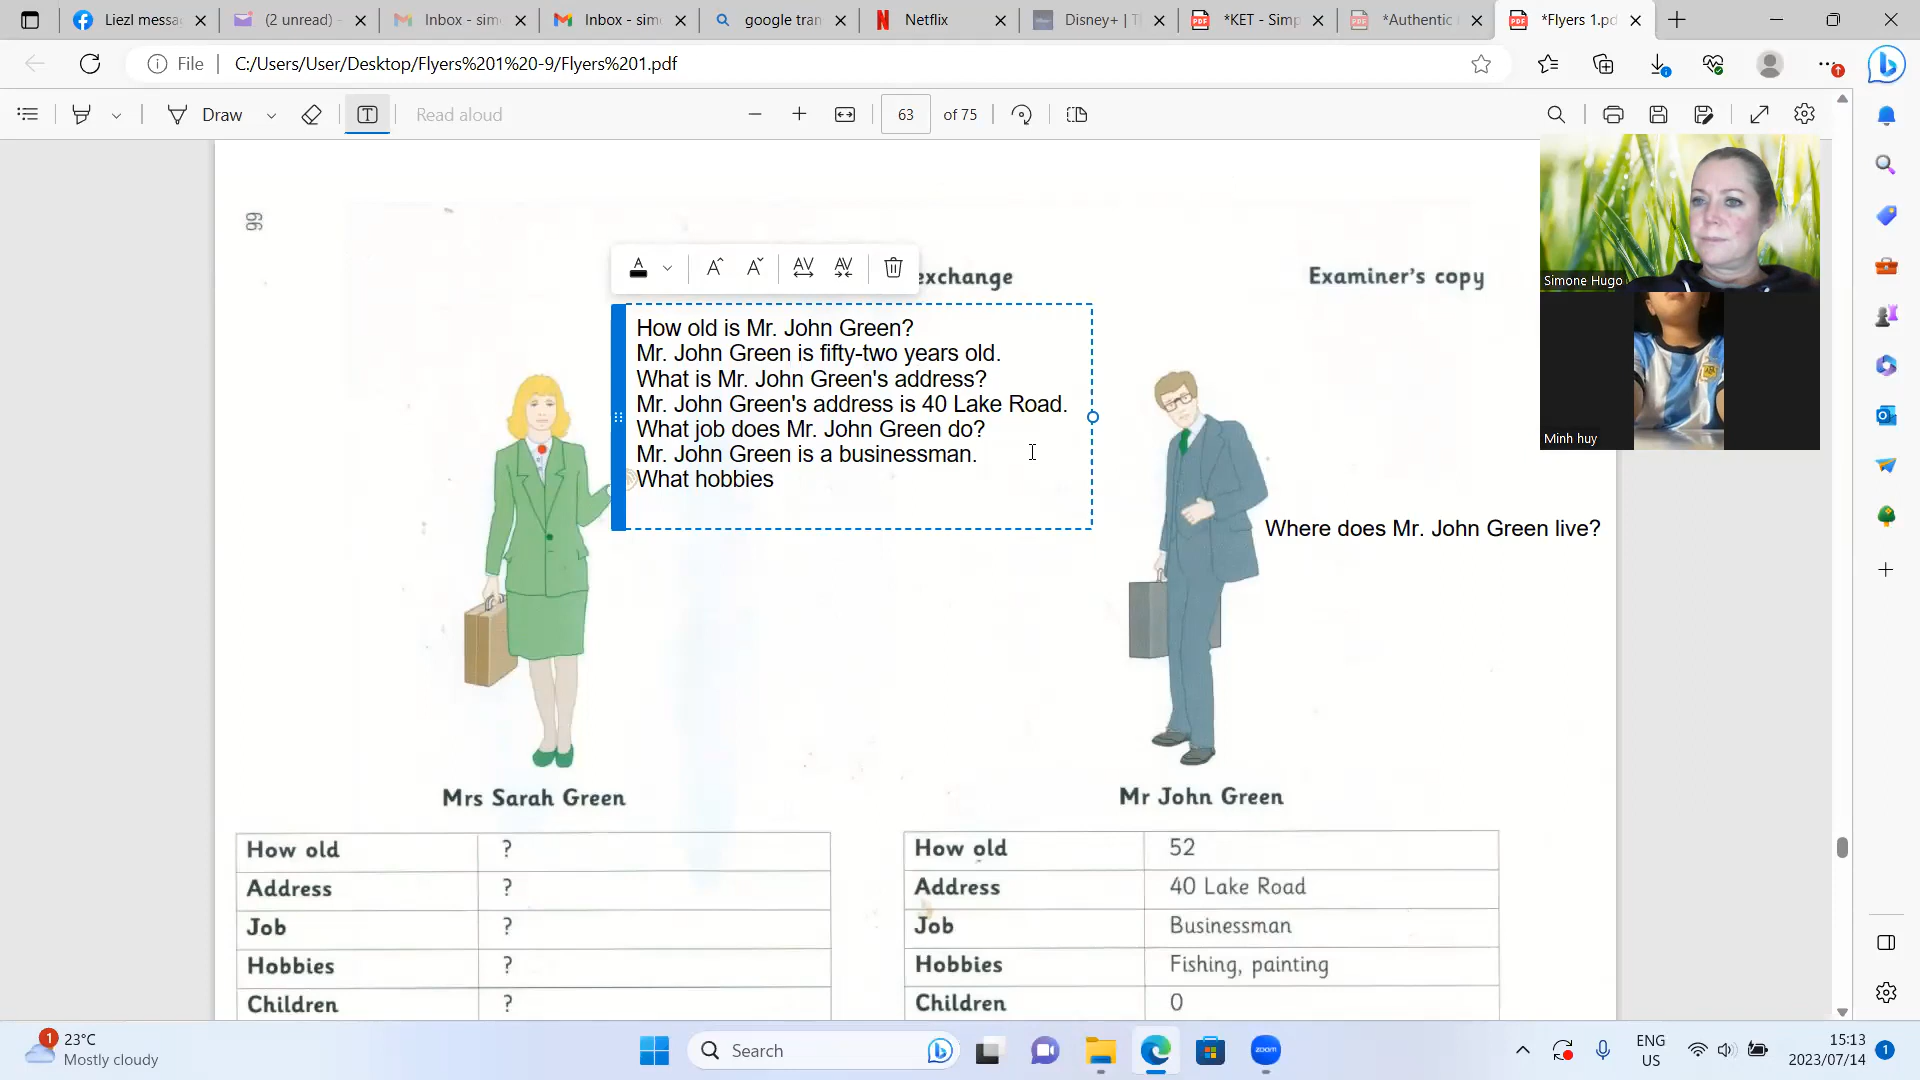 Liezl messa
(2 unread) -
Inbox - sim
Inbox - sim
google tran
Netflix
Disney+ | T
*KET - Simp
*Authentic
*Flyers 1.pd
File
C:/Users/User/Desktop/Flyers%201%20-9/Flyers%201.pdf
Draw
Read aloud
63
of 75
66
exchange
Examiner's copy
Simone Hugo
Minh huy
How old is Mr. John Green?
Mr. John Green is fifty-two years old.
What is Mr. John Green's address?
Mr. John Green's address is 40 Lake Road.
What job does Mr. John Green do?
Mr. John Green is a businessman.
What hobbies
Where does Mr. John Green live?
Mrs Sarah Green
Mr John Green
How old ?
Address ?
Job ?
Hobbies ?
Children ?
How old 52
Address 40 Lake Road
Job Businessman
Hobbies Fishing, painting
Children 0
1
23°C
Mostly cloudy
Search
zoom
ENG
US
15:13
2023/07/14
1